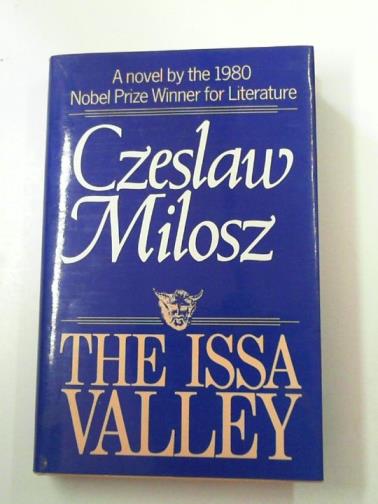 A novel by the 1980
Nobel Prize Winner for Literature
Czeslaw
Milosz
THE ISSA
VALLEY